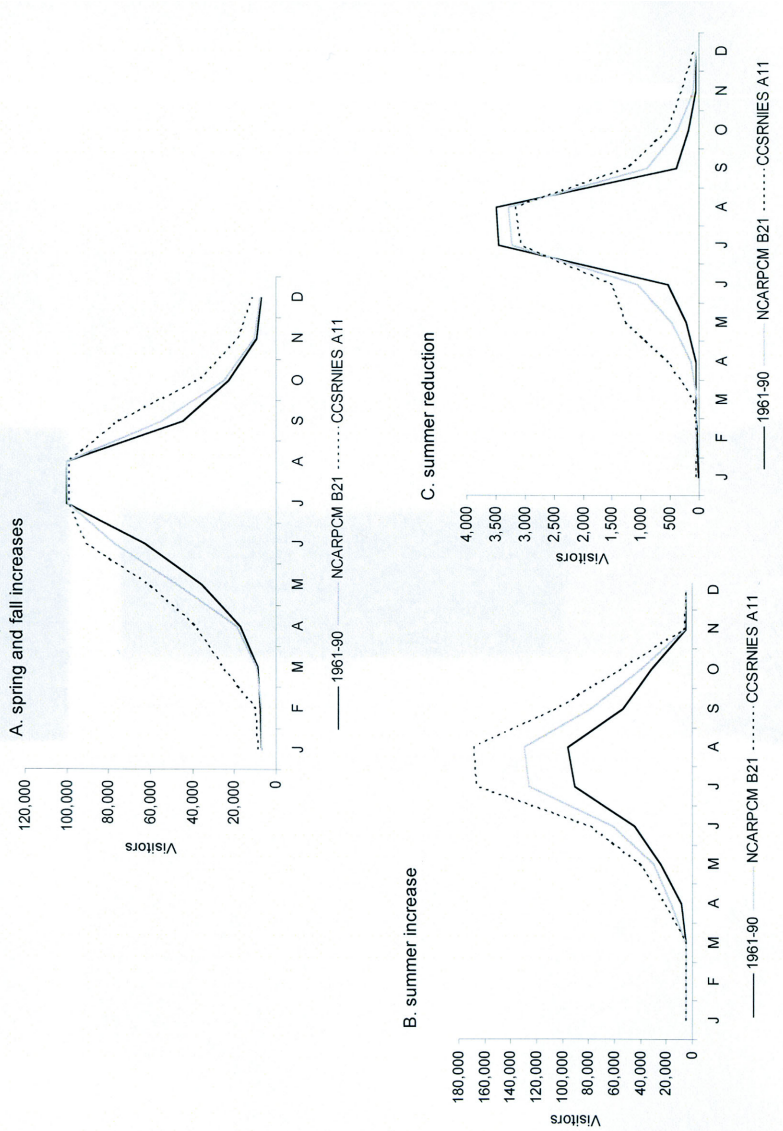 A. spring and fall increases
120,000
100,000
80,000
60,000
40,000
20,000
0
Visitors
J F M A M J J A S O N D
1961-90 NCARPCM B21 CCSRNIES A11
B. summer increase
180,000
160,000
140,000
120,000
100,000
80,000
60,000
40,000
20,000
0
Visitors
J F M A M J J A S O N D
1961-90 NCARPCM B21 CCSRNIES A11
C. summer reduction
4,000
3,500
3,000
2,500
2,000
1,500
1,000
500
0
Visitors
J F M A M J J A S O N D
1961-90 NCARPCM B21 CCSRNIES A11